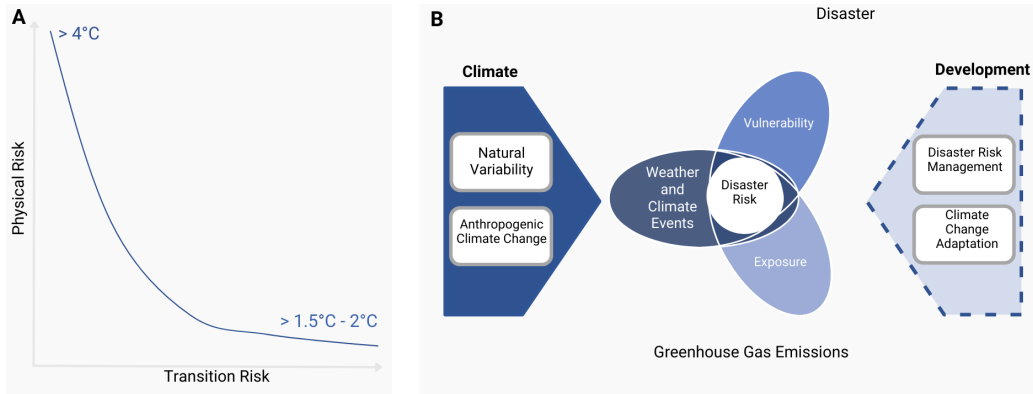 A
> 4°C
Physical Risk
> 1.5°C - 2°C
Transition Risk
B
Disaster
Climate
Natural
Variability
Anthropogenic
Climate Change
Weather
and
Climate
Events
Vulnerability
Disaster
Risk
Exposure
Development
Disaster Risk
Management
Climate
Change
Adaptation
Greenhouse Gas Emissions